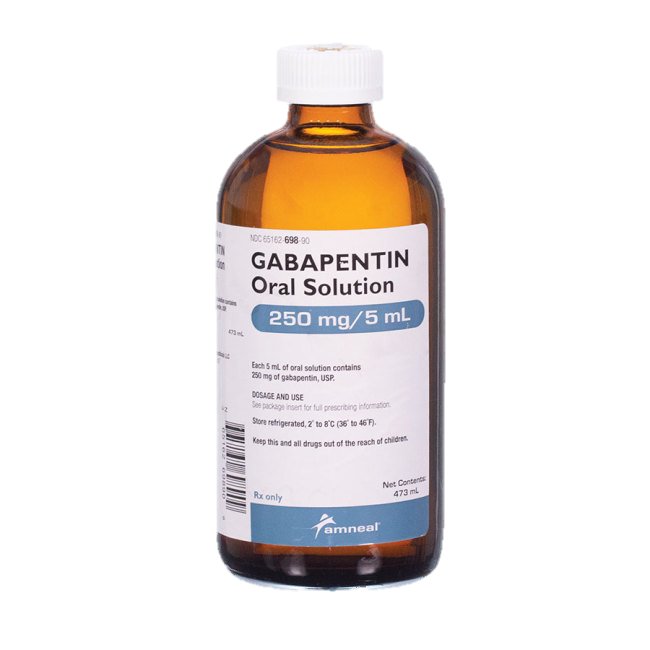 NDC 65162-698-90
GABAPENTIN
Oral Solution
250 mg/5 mL
Each 5 mL of oral solution contains
250 mg of gabapentin, USP.
DOSAGE AND USE
See package insert for full prescribing information.
Store refrigerated, 2° to 8°C (36° to 46°F).
Keep this and all drugs out of the reach of children.
Net Contents:
473 mL
Rx only
amneal
473 mL